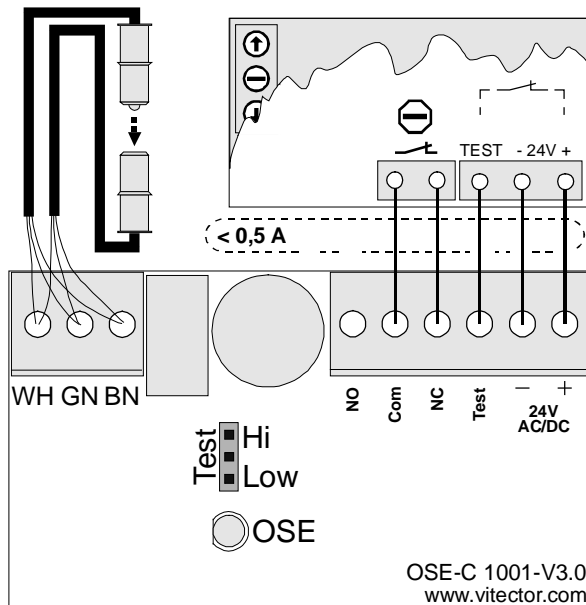 TEST - 24V +
< 0,5 A
WH GN BN
NO
Com
NC
Test
− +
24V
AC/DC
Test
Hi
Low
OSE
OSE-C 1001-V3.0
www.vitector.com